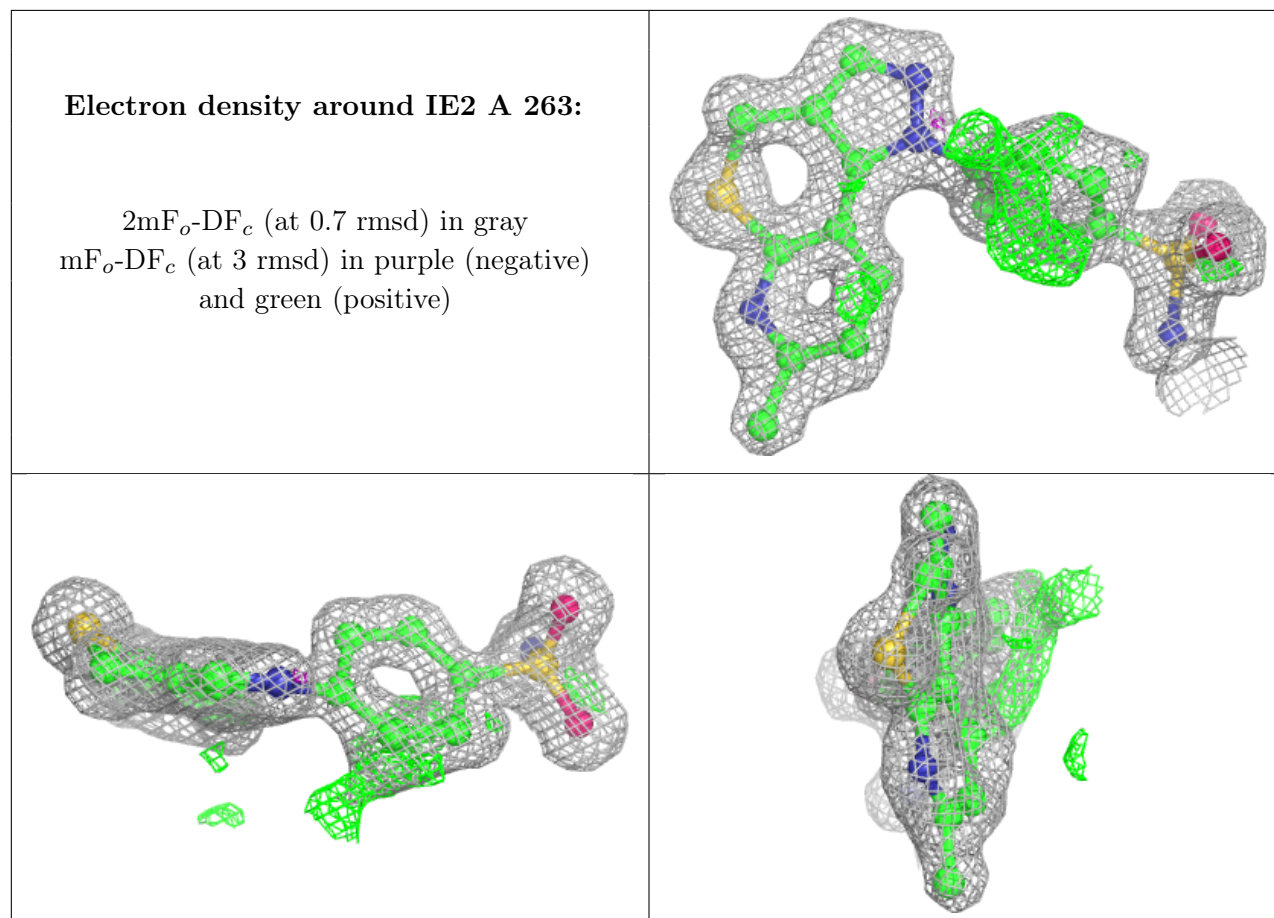 Electron density around IE2 A 263:
2mFo-DFc (at 0.7 rmsd) in gray
mFo-DFc (at 3 rmsd) in purple (negative)
and green (positive)